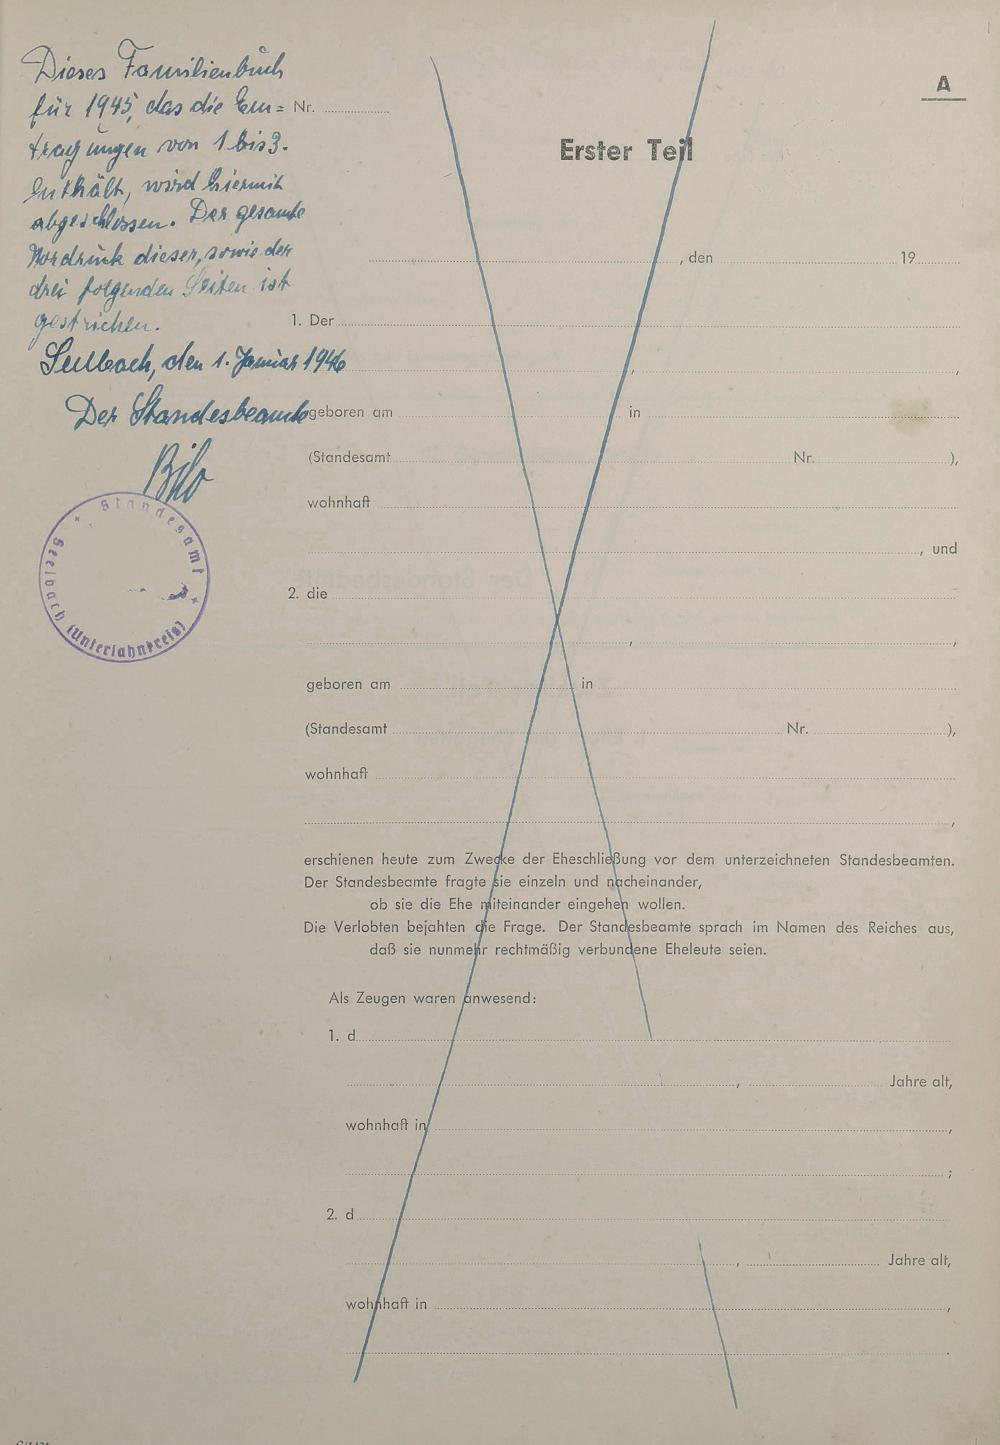 Dieses Familienbuch
für 1945, das die Ein=
tragungen von 1 bis 3.
Enthält, wird hiermit
abgeschlossen. Der gesamte
Vordruck dieser, sowie der
drei folgenden Seiten ist
gestrichen.
Seelbach, den 1. Januar 1946
Der Standesbeamte
Standesamt
Seelbach (Unterlahnkreis)
A
Nr.
Erster Teil
, den 19
1. Der
, ,
geboren am in
(Standesamt Nr. ),
wohnhaft
, und
2. die
, ,
geboren am in
(Standesamt Nr. ),
wohnhaft
,
erschienen heute zum Zwecke der Eheschließung vor dem unterzeichneten Standesbeamten.
Der Standesbeamte fragte sie einzeln und nacheinander,
ob sie die Ehe miteinander eingehen wollen.
Die Verlobten bejahten die Frage. Der Standesbeamte sprach im Namen des Reiches aus,
daß sie nunmehr rechtmäßig verbundene Eheleute seien.
Als Zeugen waren anwesend:
1. d
, Jahre alt,
wohnhaft in ,
;
2. d
, Jahre alt,
wohnhaft in ,
.